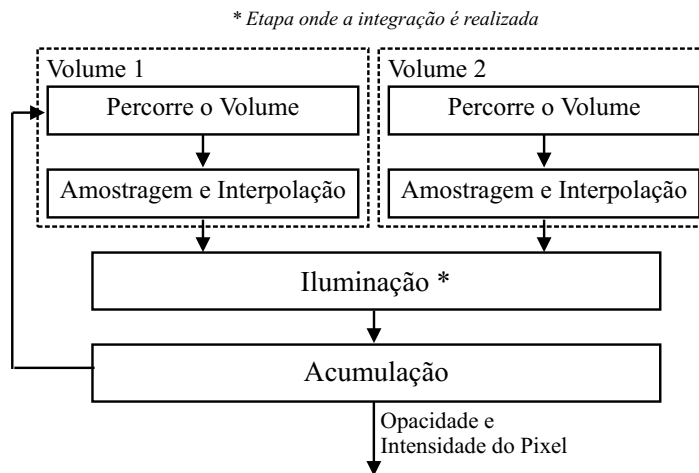 * Etapa onde a integração é realizada
Volume 1
Percorre o Volume
Amostragem e Interpolação
Volume 2
Percorre o Volume
Amostragem e Interpolação
Iluminação *
Acumulação
Opacidade e
Intensidade do Pixel